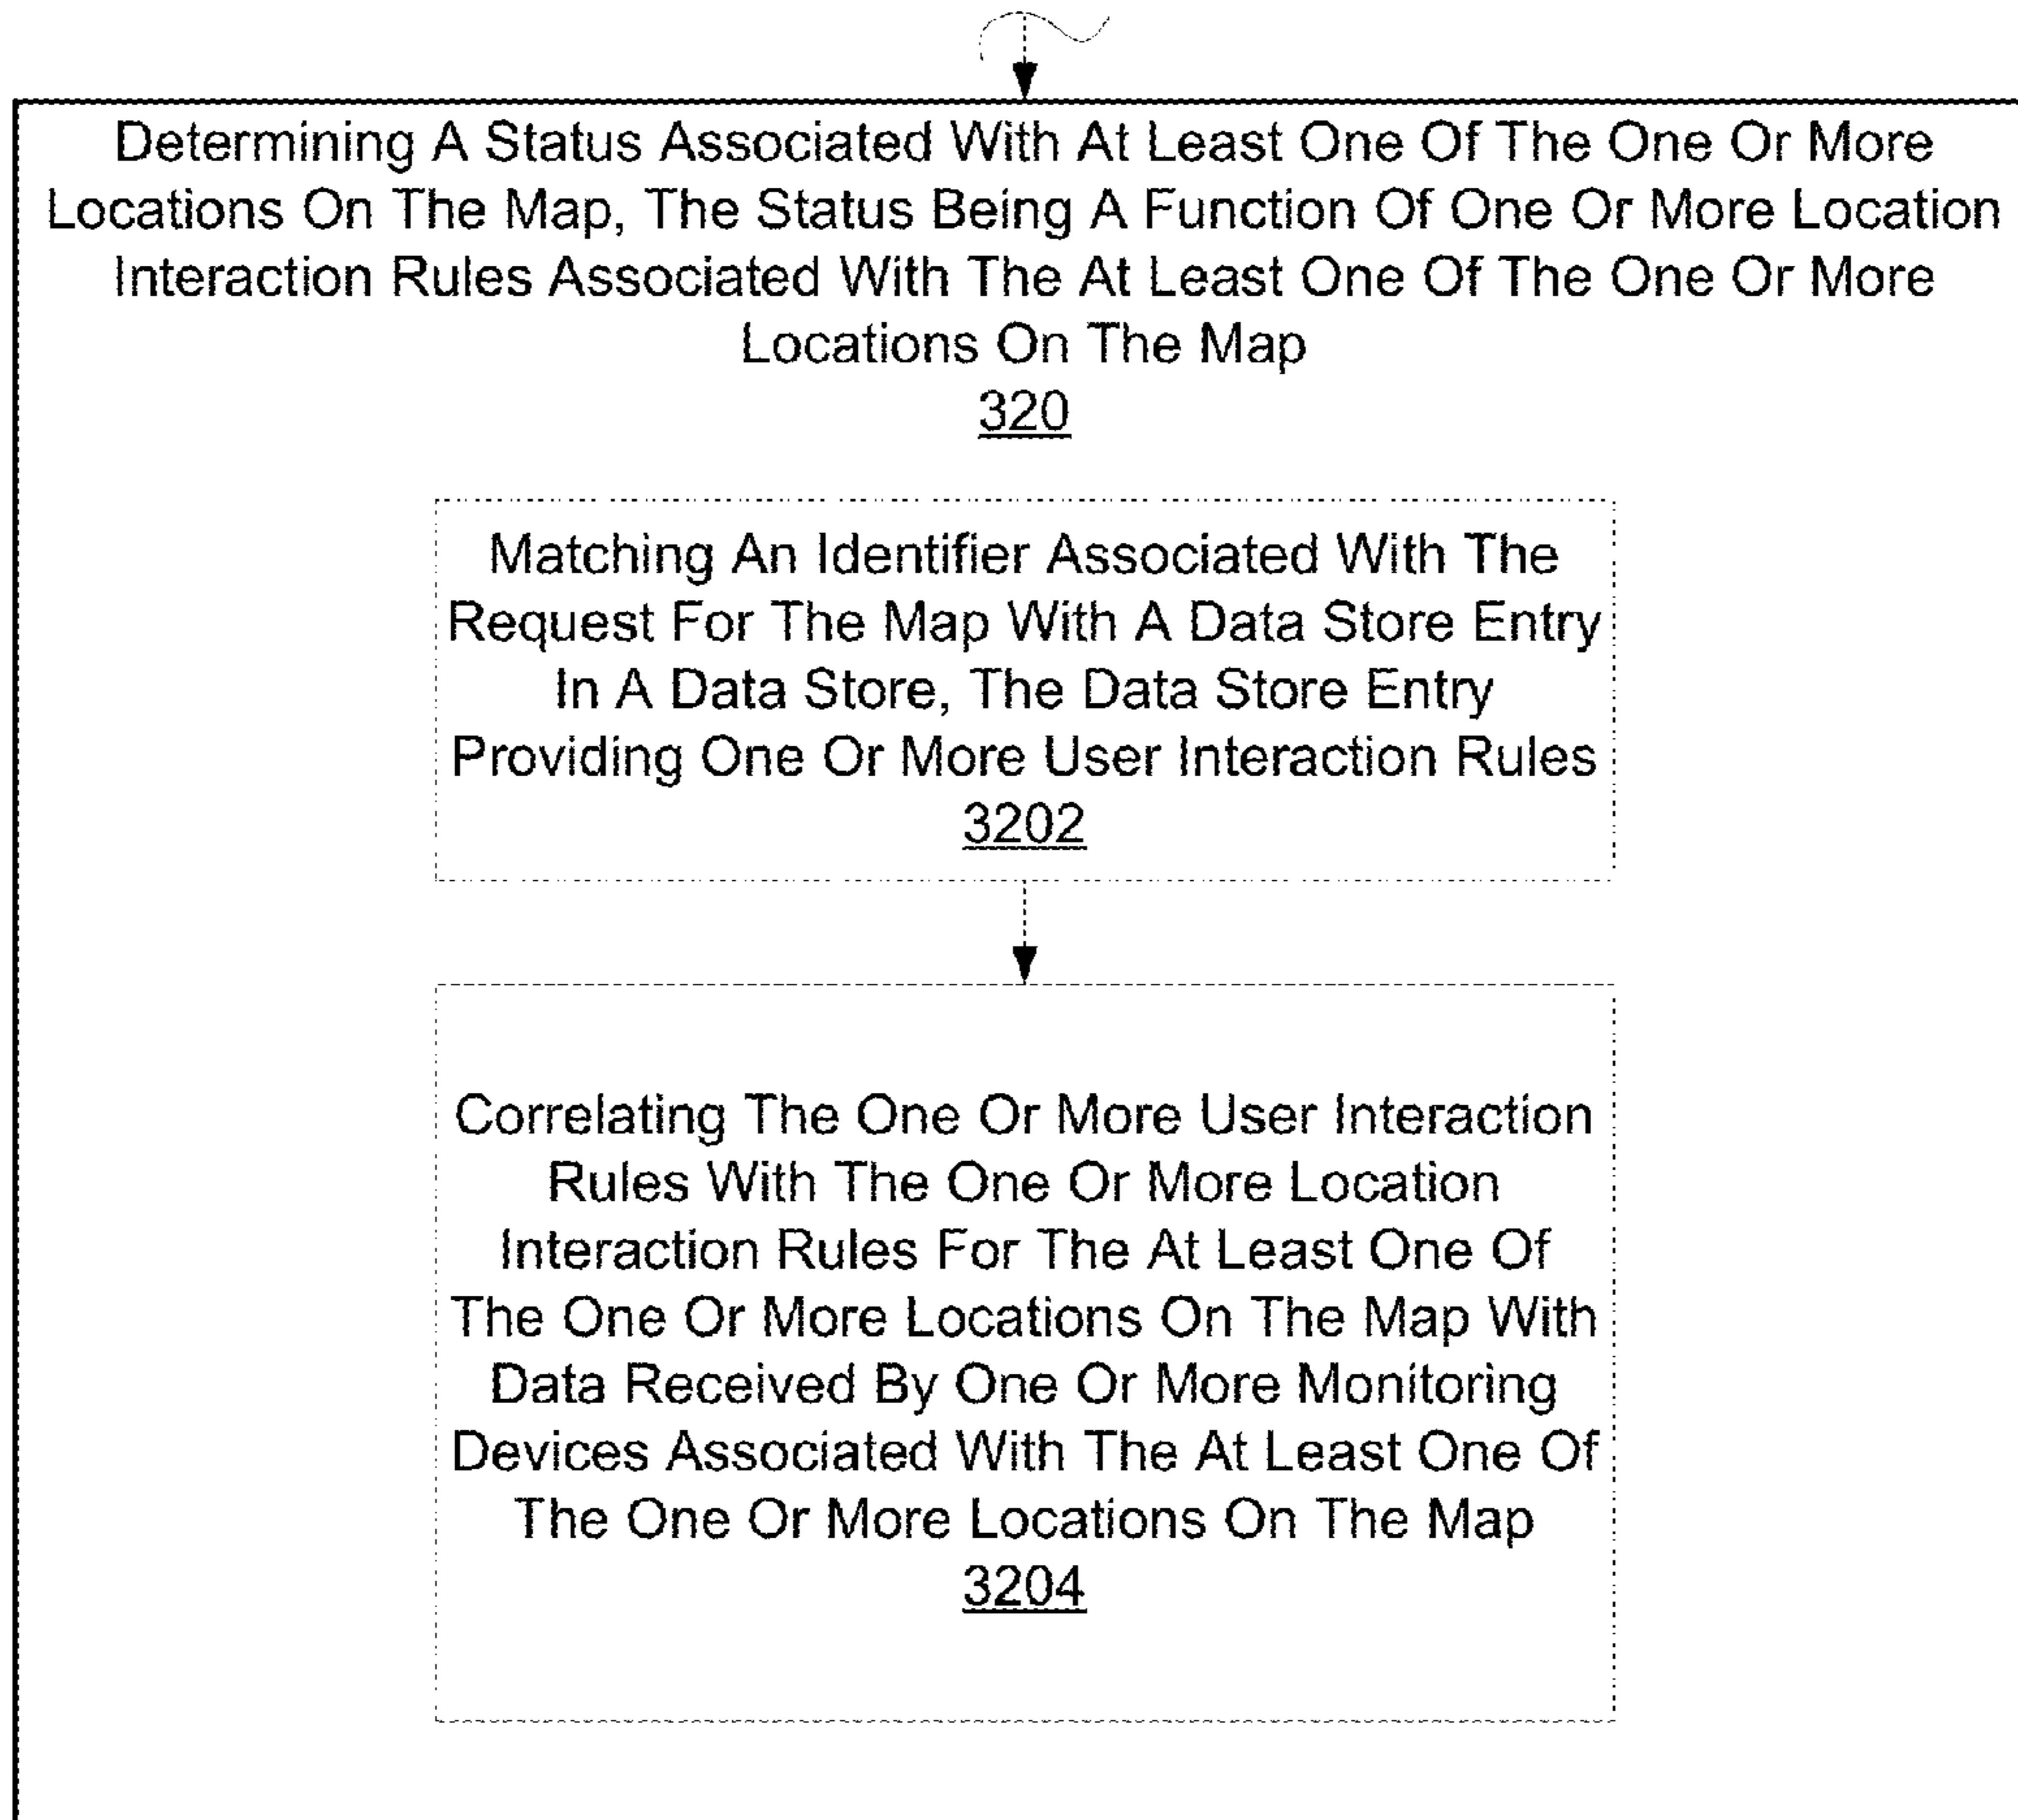 Determining A Status Associated With At Least One Of The One Or More
Locations On The Map, The Status Being A Function Of One Or More Location
Interaction Rules Associated With The At Least One Of The One Or More
Locations On The Map
320
Matching An Identifier Associated With The
Request For The Map With A Data Store Entry
In A Data Store, The Data Store Entry
Providing One Or More User Interaction Rules
3202
Correlating The One Or More User Interaction
Rules With The One Or More Location
Interaction Rules For The At Least One Of
The One Or More Locations On The Map With
Data Received By One Or More Monitoring
Devices Associated With The At Least One Of
The One Or More Locations On The Map
3204